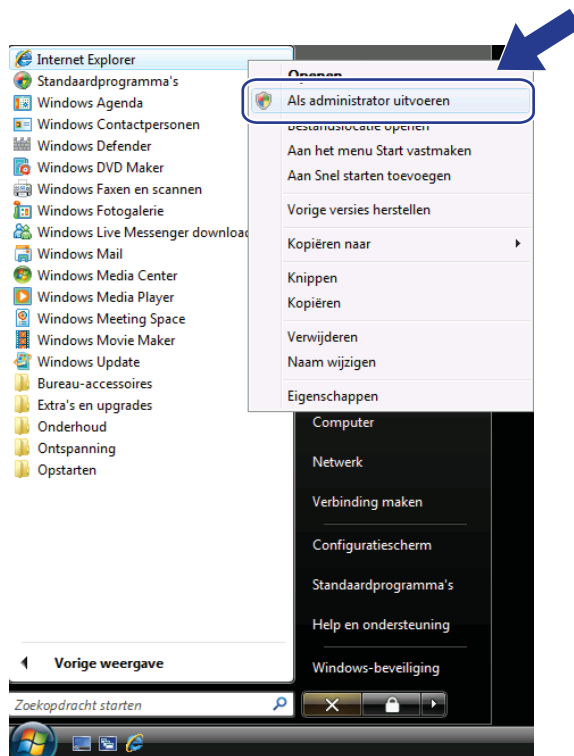 Internet Explorer
Standaardprogramma's
Windows Agenda
Windows Contactpersonen
Windows Defender
Windows DVD Maker
Windows Faxen en scannen
Windows Fotogalerie
Windows Live Messenger downloa
Windows Mail
Windows Media Center
Windows Media Player
Windows Meeting Space
Windows Movie Maker
Windows Update
Bureau-accessoires
Extra's en upgrades
Onderhoud
Ontspanning
Opstarten
Vorige weergave
Zoekopdracht starten
Openen
Als administrator uitvoeren
Bestandslocatie openen
Aan het menu Start vastmaken
Aan Snel starten toevoegen
Vorige versies herstellen
Kopiëren naar
Knippen
Kopiëren
Verwijderen
Naam wijzigen
Eigenschappen
Computer
Netwerk
Verbinding maken
Configuratiescherm
Standaardprogramma's
Help en ondersteuning
Windows-beveiliging